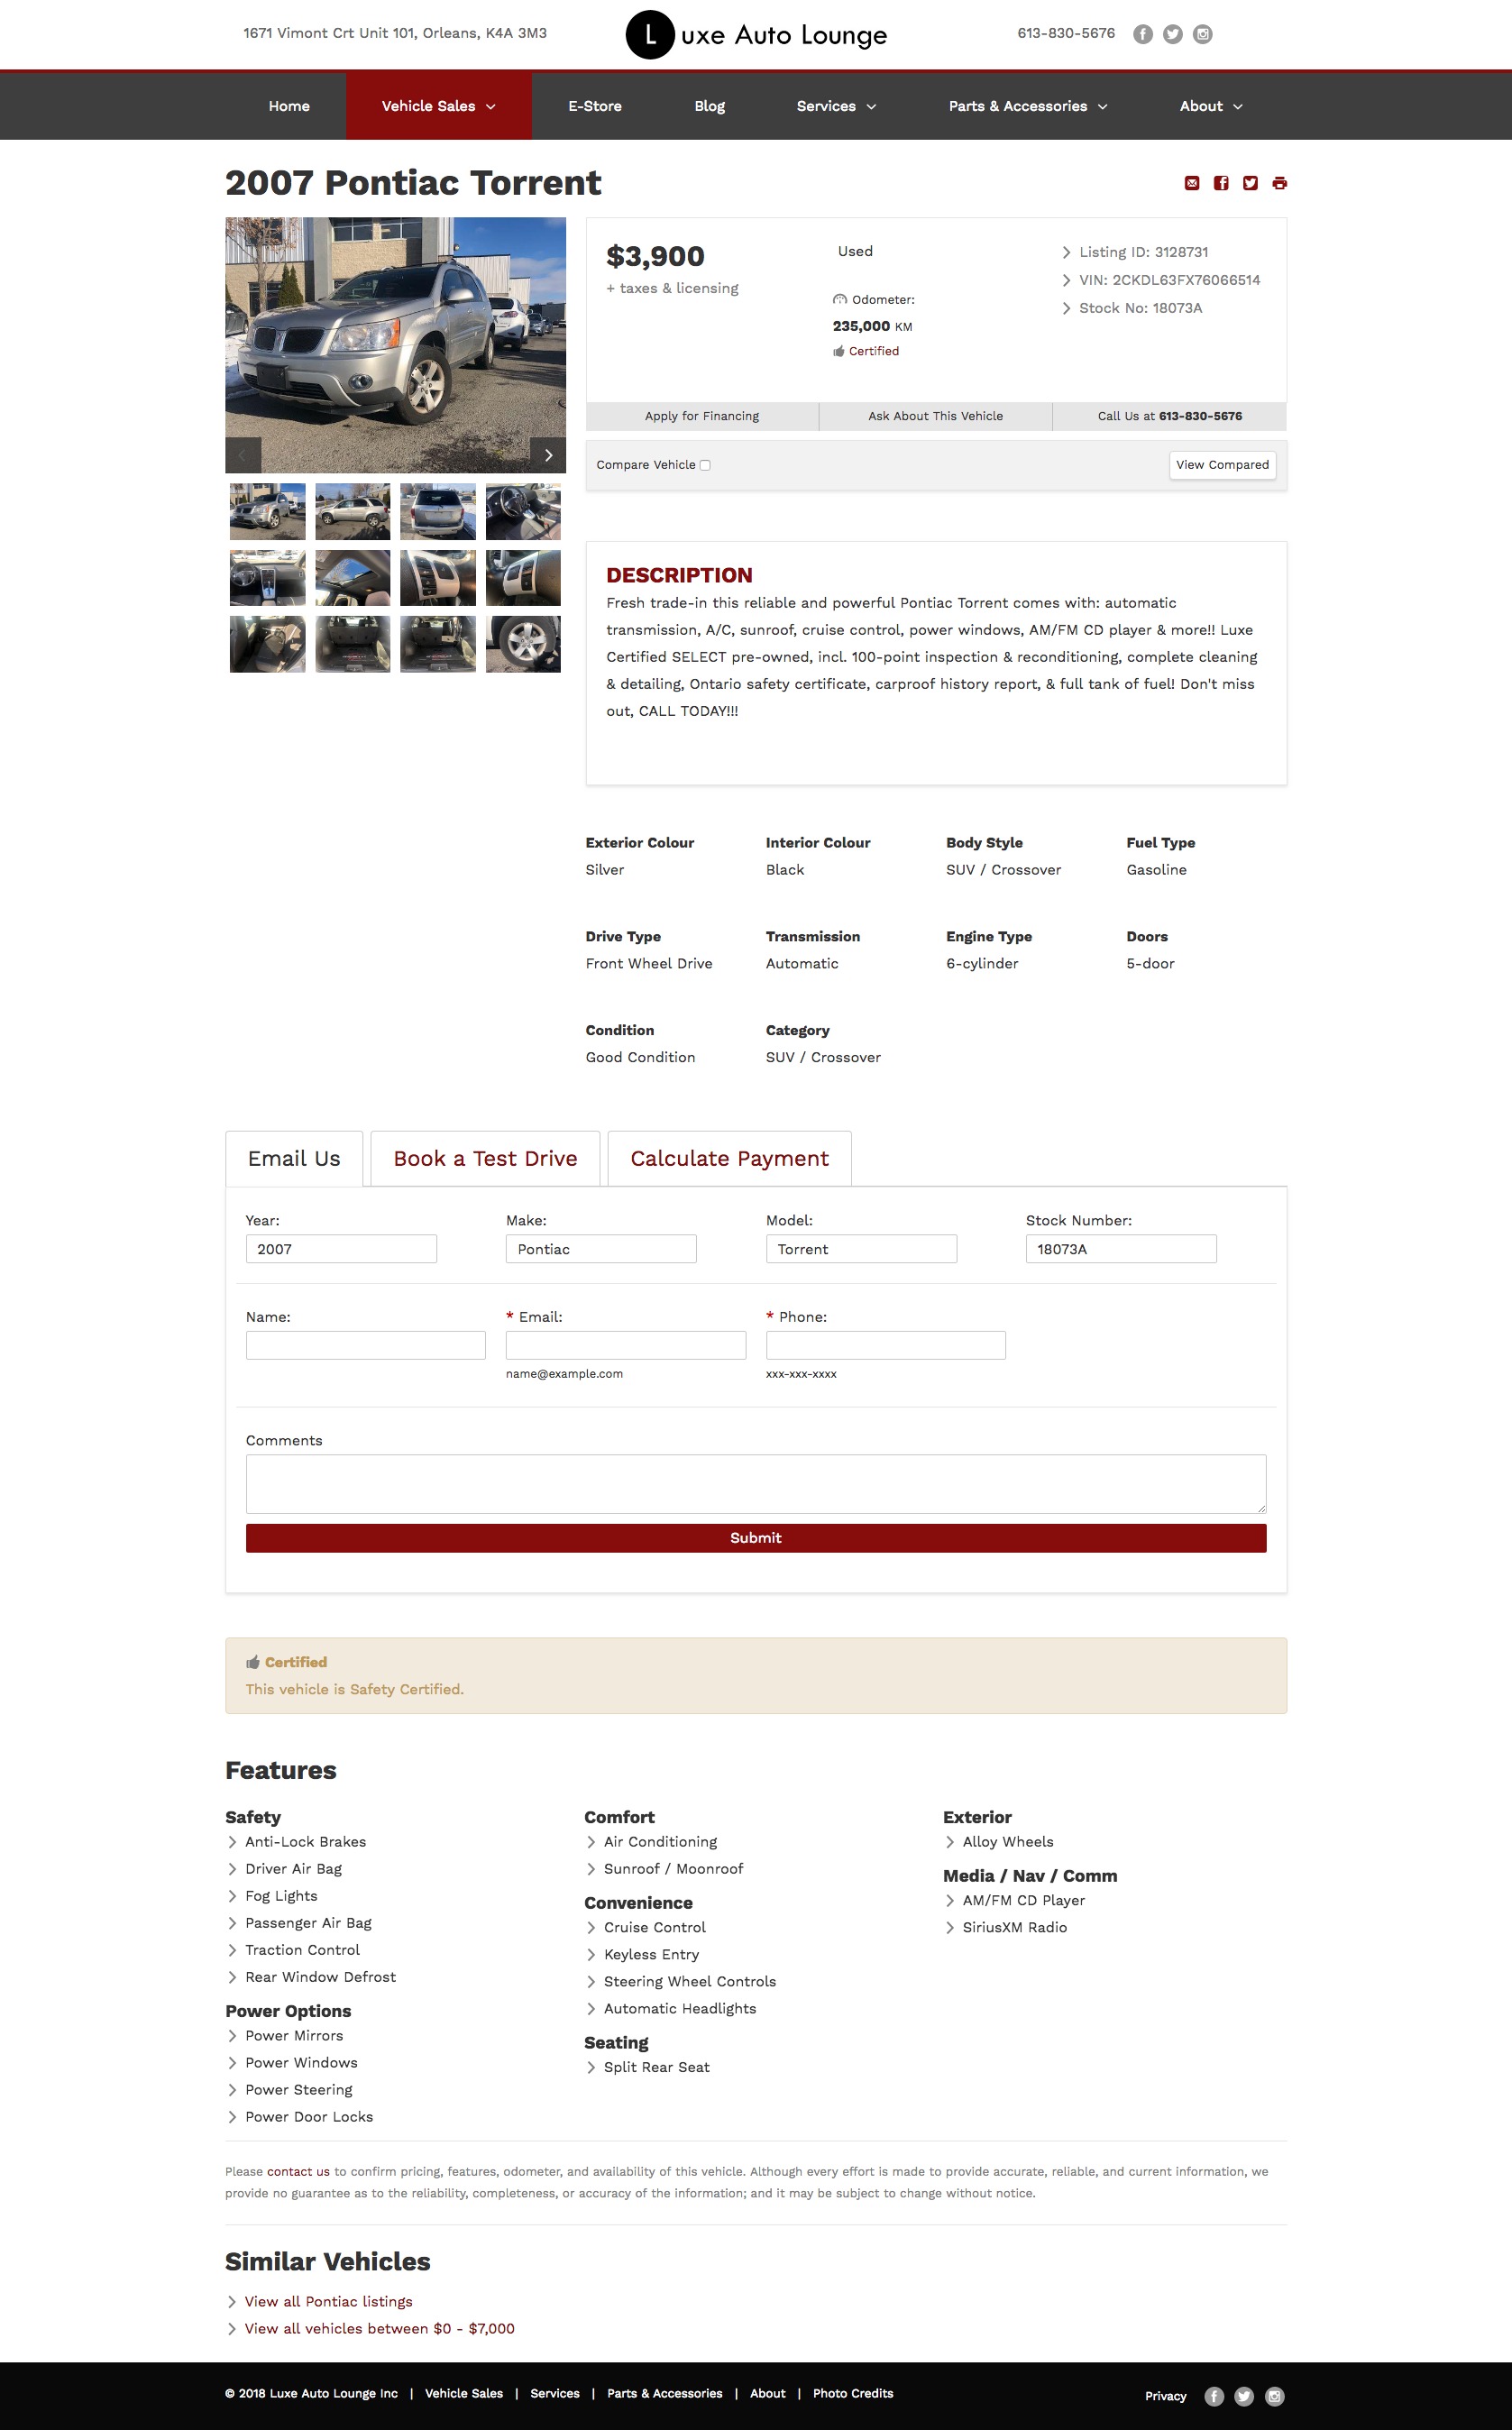 1671 Vimont Crt Unit 101, Orleans, K4A 3M3
Luxe Auto Lounge
613-830-5676
Home
Vehicle Sales
E-Store
Blog
Services
Parts & Accessories
About
2007 Pontiac Torrent
$3,900
+ taxes & licensing
Used
Odometer:
235,000 KM
Certified
Listing ID: 3128731
VIN: 2CKDL63FX76066514
Stock No: 18073A
Apply for Financing
Ask About This Vehicle
Call Us at 613-830-5676
Compare Vehicle
View Compared
DESCRIPTION
Fresh trade-in this reliable and powerful Pontiac Torrent comes with: automatic
transmission, A/C, sunroof, cruise control, power windows, AM/FM CD player & more!! Luxe
Certified SELECT pre-owned, incl. 100-point inspection & reconditioning, complete cleaning
& detailing, Ontario safety certificate, carproof history report, & full tank of fuel! Don't miss
out, CALL TODAY!!!
Exterior Colour
Silver
Interior Colour
Black
Body Style
SUV / Crossover
Fuel Type
Gasoline
Drive Type
Front Wheel Drive
Transmission
Automatic
Engine Type
6-cylinder
Doors
5-door
Condition
Good Condition
Category
SUV / Crossover
Email Us
Book a Test Drive
Calculate Payment
Year:
2007
Make:
Pontiac
Model:
Torrent
Stock Number:
18073A
Name:
* Email:
name@example.com
* Phone:
xxx-xxx-xxxx
Comments
Submit
Certified
This vehicle is Safety Certified.
Features
Safety
Anti-Lock Brakes
Driver Air Bag
Fog Lights
Passenger Air Bag
Traction Control
Rear Window Defrost
Power Options
Power Mirrors
Power Windows
Power Steering
Power Door Locks
Comfort
Air Conditioning
Sunroof / Moonroof
Convenience
Cruise Control
Keyless Entry
Steering Wheel Controls
Automatic Headlights
Seating
Split Rear Seat
Exterior
Alloy Wheels
Media / Nav / Comm
AM/FM CD Player
SiriusXM Radio
Please contact us to confirm pricing, features, odometer, and availability of this vehicle. Although every effort is made to provide accurate, reliable, and current information, we
provide no guarantee as to the reliability, completeness, or accuracy of the information; and it may be subject to change without notice.
Similar Vehicles
View all Pontiac listings
View all vehicles between $0 - $7,000
© 2018 Luxe Auto Lounge Inc | Vehicle Sales | Services | Parts & Accessories | About | Photo Credits
Privacy